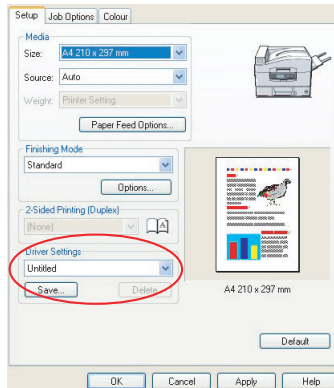 Setup Job Options Colour
Media
Size: A4 210 x 297 mm
Source: Auto
Weight: Printer Setting
Paper Feed Options...
Finishing Mode
Standard
Options...
2-Sided Printing (Duplex)
(None)
A
Driver Settings
Untitled
Save... Delete
A4 210 x 297 mm
Default
OK Cancel Apply Help